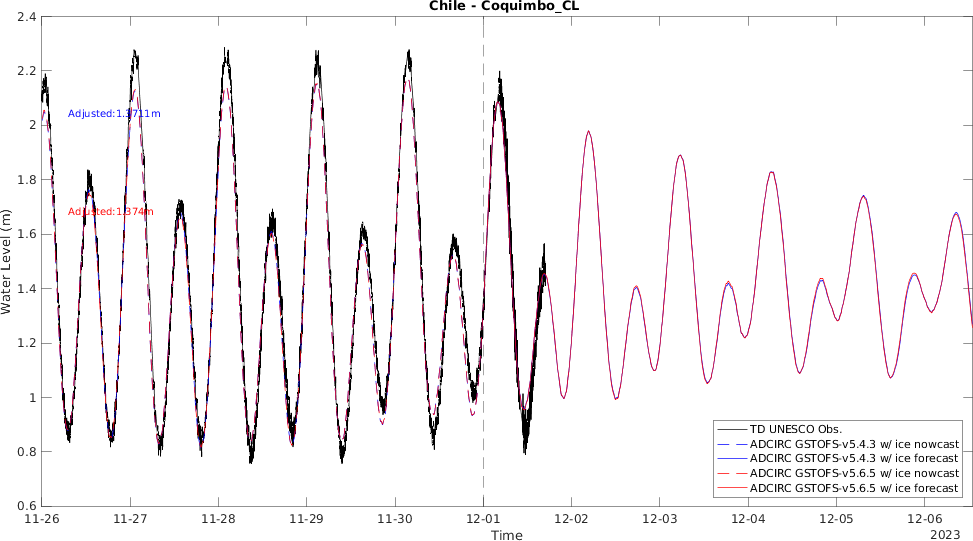 Chile - Coquimbo_CL
2.4
2.2
2
1.8
1.6
1.4
1.2
1
0.8
0.6
Water Level (m)
Adjusted:1.3711m
Adjusted:1.374m
TD UNESCO Obs.
ADCIRC GSTOFS-v5.4.3 w/ ice nowcast
ADCIRC GSTOFS-v5.4.3 w/ ice forecast
ADCIRC GSTOFS-v5.6.5 w/ ice nowcast
ADCIRC GSTOFS-v5.6.5 w/ ice forecast
11-26 11-27 11-28 11-29 11-30 12-01 12-02 12-03 12-04 12-05 12-06
Time
2023